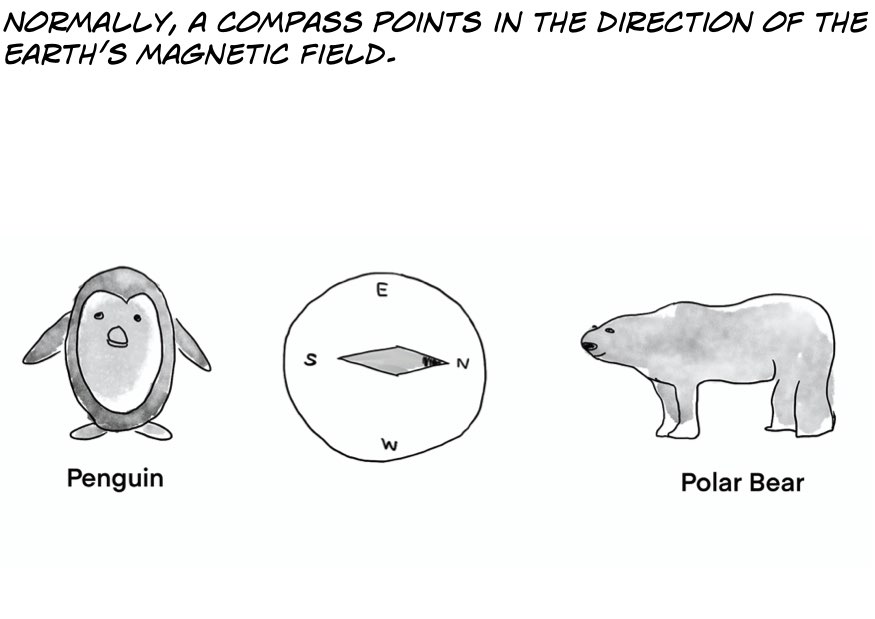 NORMALLY, A COMPASS POINTS IN THE DIRECTION OF THE
EARTH'S MAGNETIC FIELD.
E
S
N
W
Penguin
Polar Bear